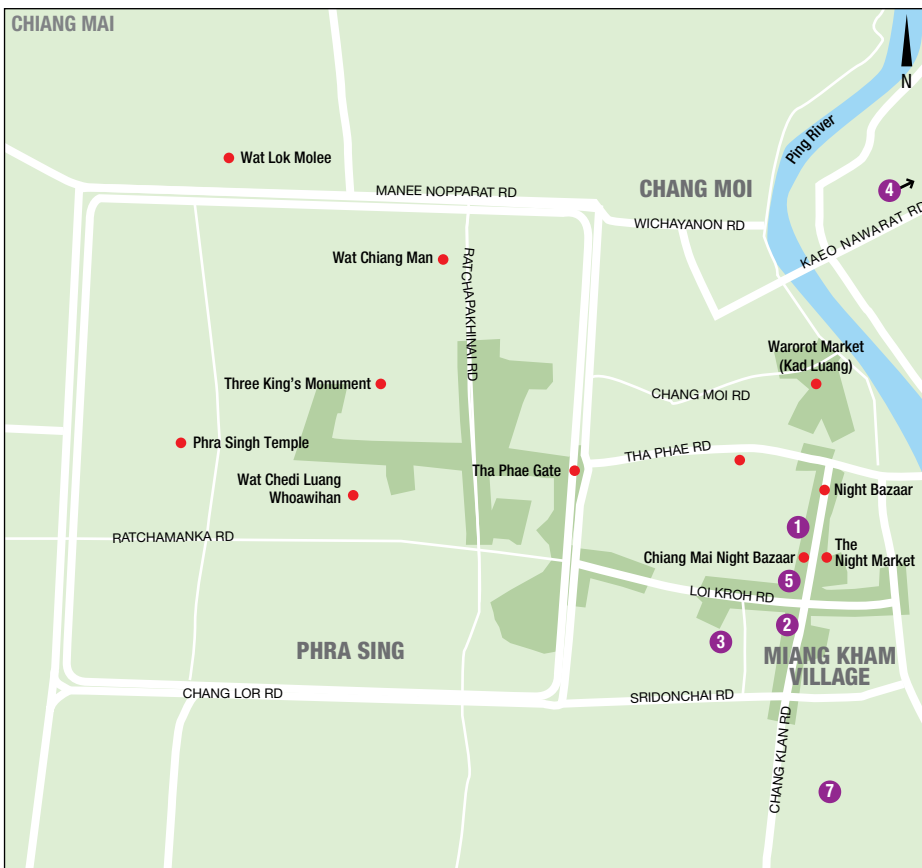 CHIANG MAI
N
Ping River
Wat Lok Molee
4
MANEE NOPPARAT RD
CHANG MOI
WICHAYANON RD
KAEO NAWARAT RD
Wat Chiang Man
RATCHAPAKHINAI RD
Warorot Market
(Kad Luang)
Three King's Monument
CHANG MOI RD
Phra Singh Temple
THA PHAE RD
Tha Phae Gate
Wat Chedi Luang
Whoawihan
Night Bazaar
1
RATCHAMANKA RD
Chiang Mai Night Bazaar
The
Night Market
5
LOI KROH RD
2
3
PHRA SING
MIANG KHAM
VILLAGE
CHANG LOR RD
SRIDONCHAI RD
CHANG KLAN RD
7